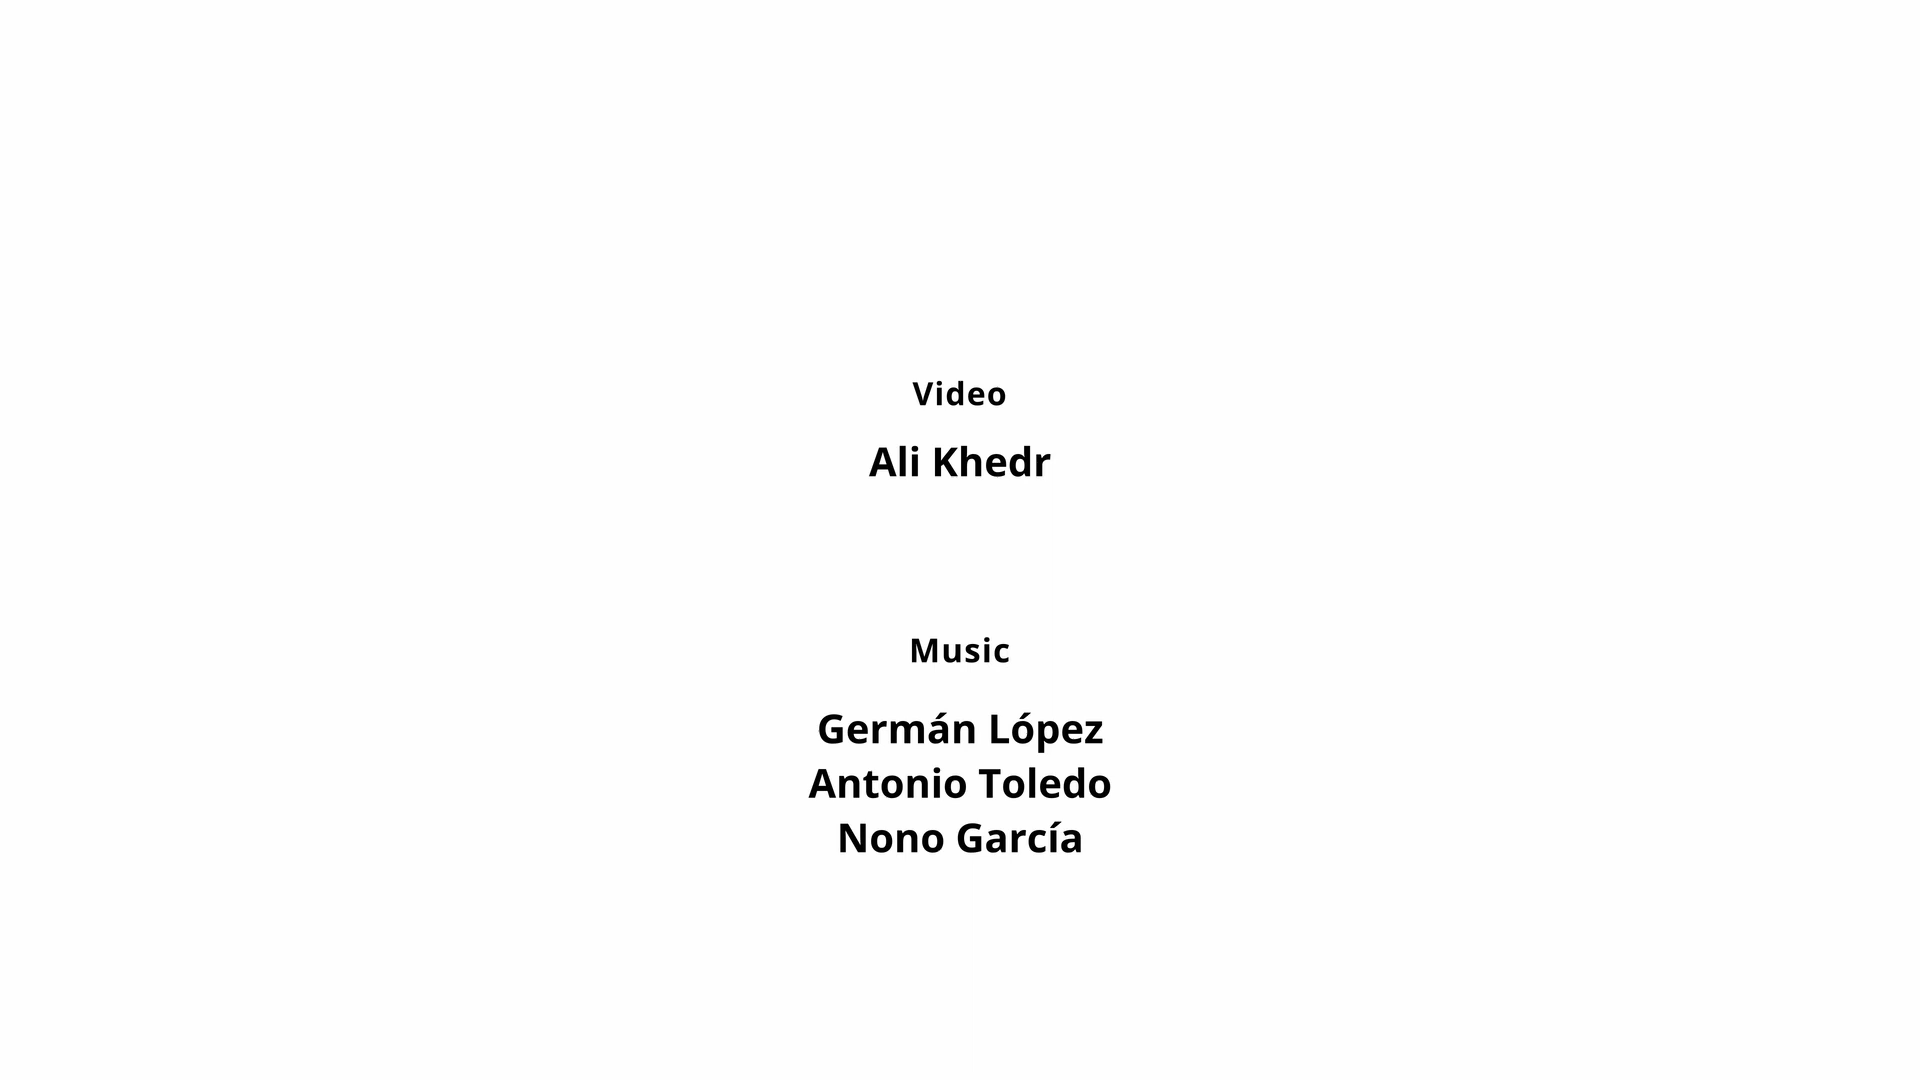 Video
Ali Khedr
Music
Germán López
Antonio Toledo
Nono García